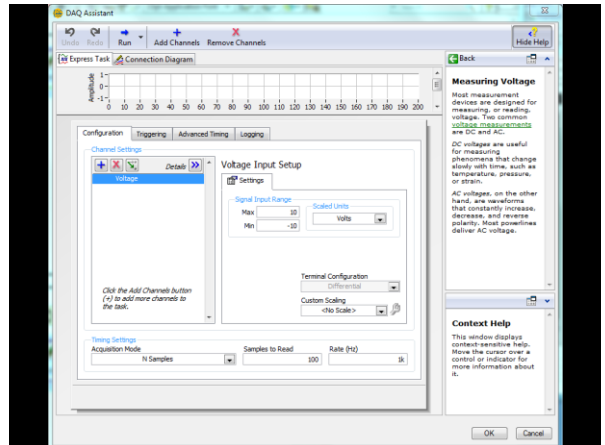 DAQ Assistant
Undo Redo Run Add Channels Remove Channels Hide Help
Express Task Connection Diagram Back
Amplitude
1
0
-1
0 10 20 30 40 50 60 70 80 90 100 110 120 130 140 150 160 170 180 190 200
Configuration Triggering Advanced Timing Logging
Channel Settings
Details
Voltage
Click the Add Channels button
(+) to add more channels to
the task.
Voltage Input Setup
Settings
Signal Input Range
Max 10
Min -10
Scaled Units
Volts
Terminal Configuration
Differential
Custom Scaling
<No Scale>
Timing Settings
Acquisition Mode Samples to Read Rate (Hz)
N Samples 100 1k
Measuring Voltage
Most measurement
devices are designed for
measuring, or reading,
voltage. Two common
voltage measurements
are DC and AC.
DC voltages are useful
for measuring
phenomena that change
slowly with time, such as
temperature, pressure,
or strain.
AC voltages, on the other
hand, are waveforms
that constantly increase,
decrease, and reverse
polarity. Most powerlines
deliver AC voltage.
Context Help
This window displays
context-sensitive help.
Move the cursor over a
control or indicator for
more information about
it.
OK Cancel